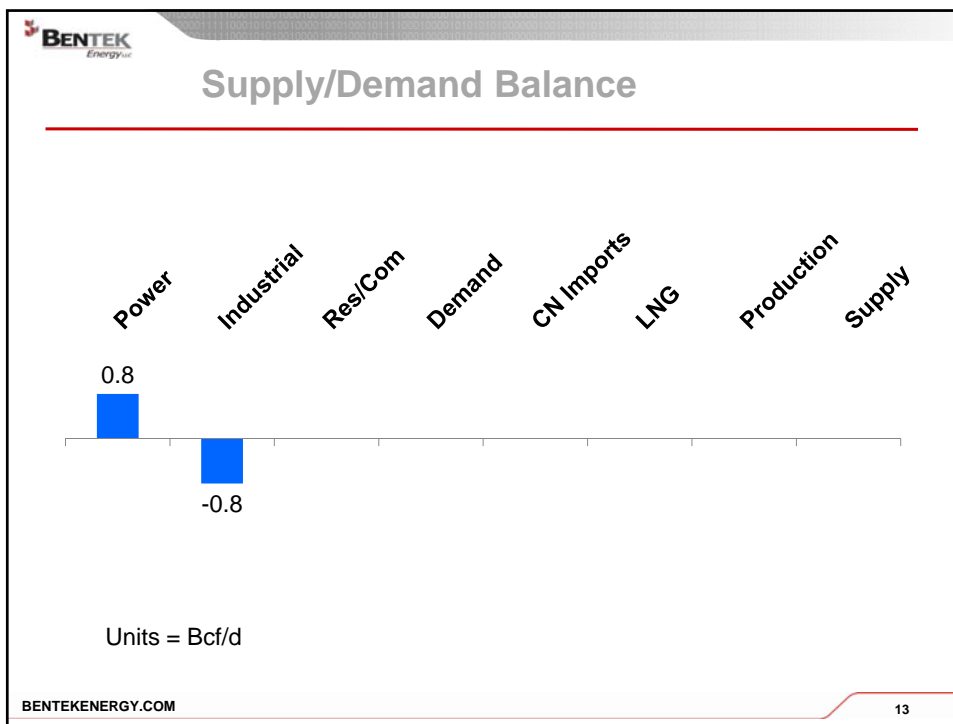 BENTEK
Energy LLC
Supply/Demand Balance
Power
Industrial
Res/Com
Demand
CN Imports
LNG
Production
Supply
0.8
-0.8
Units = Bcf/d
BENTEKENERGY.COM
13